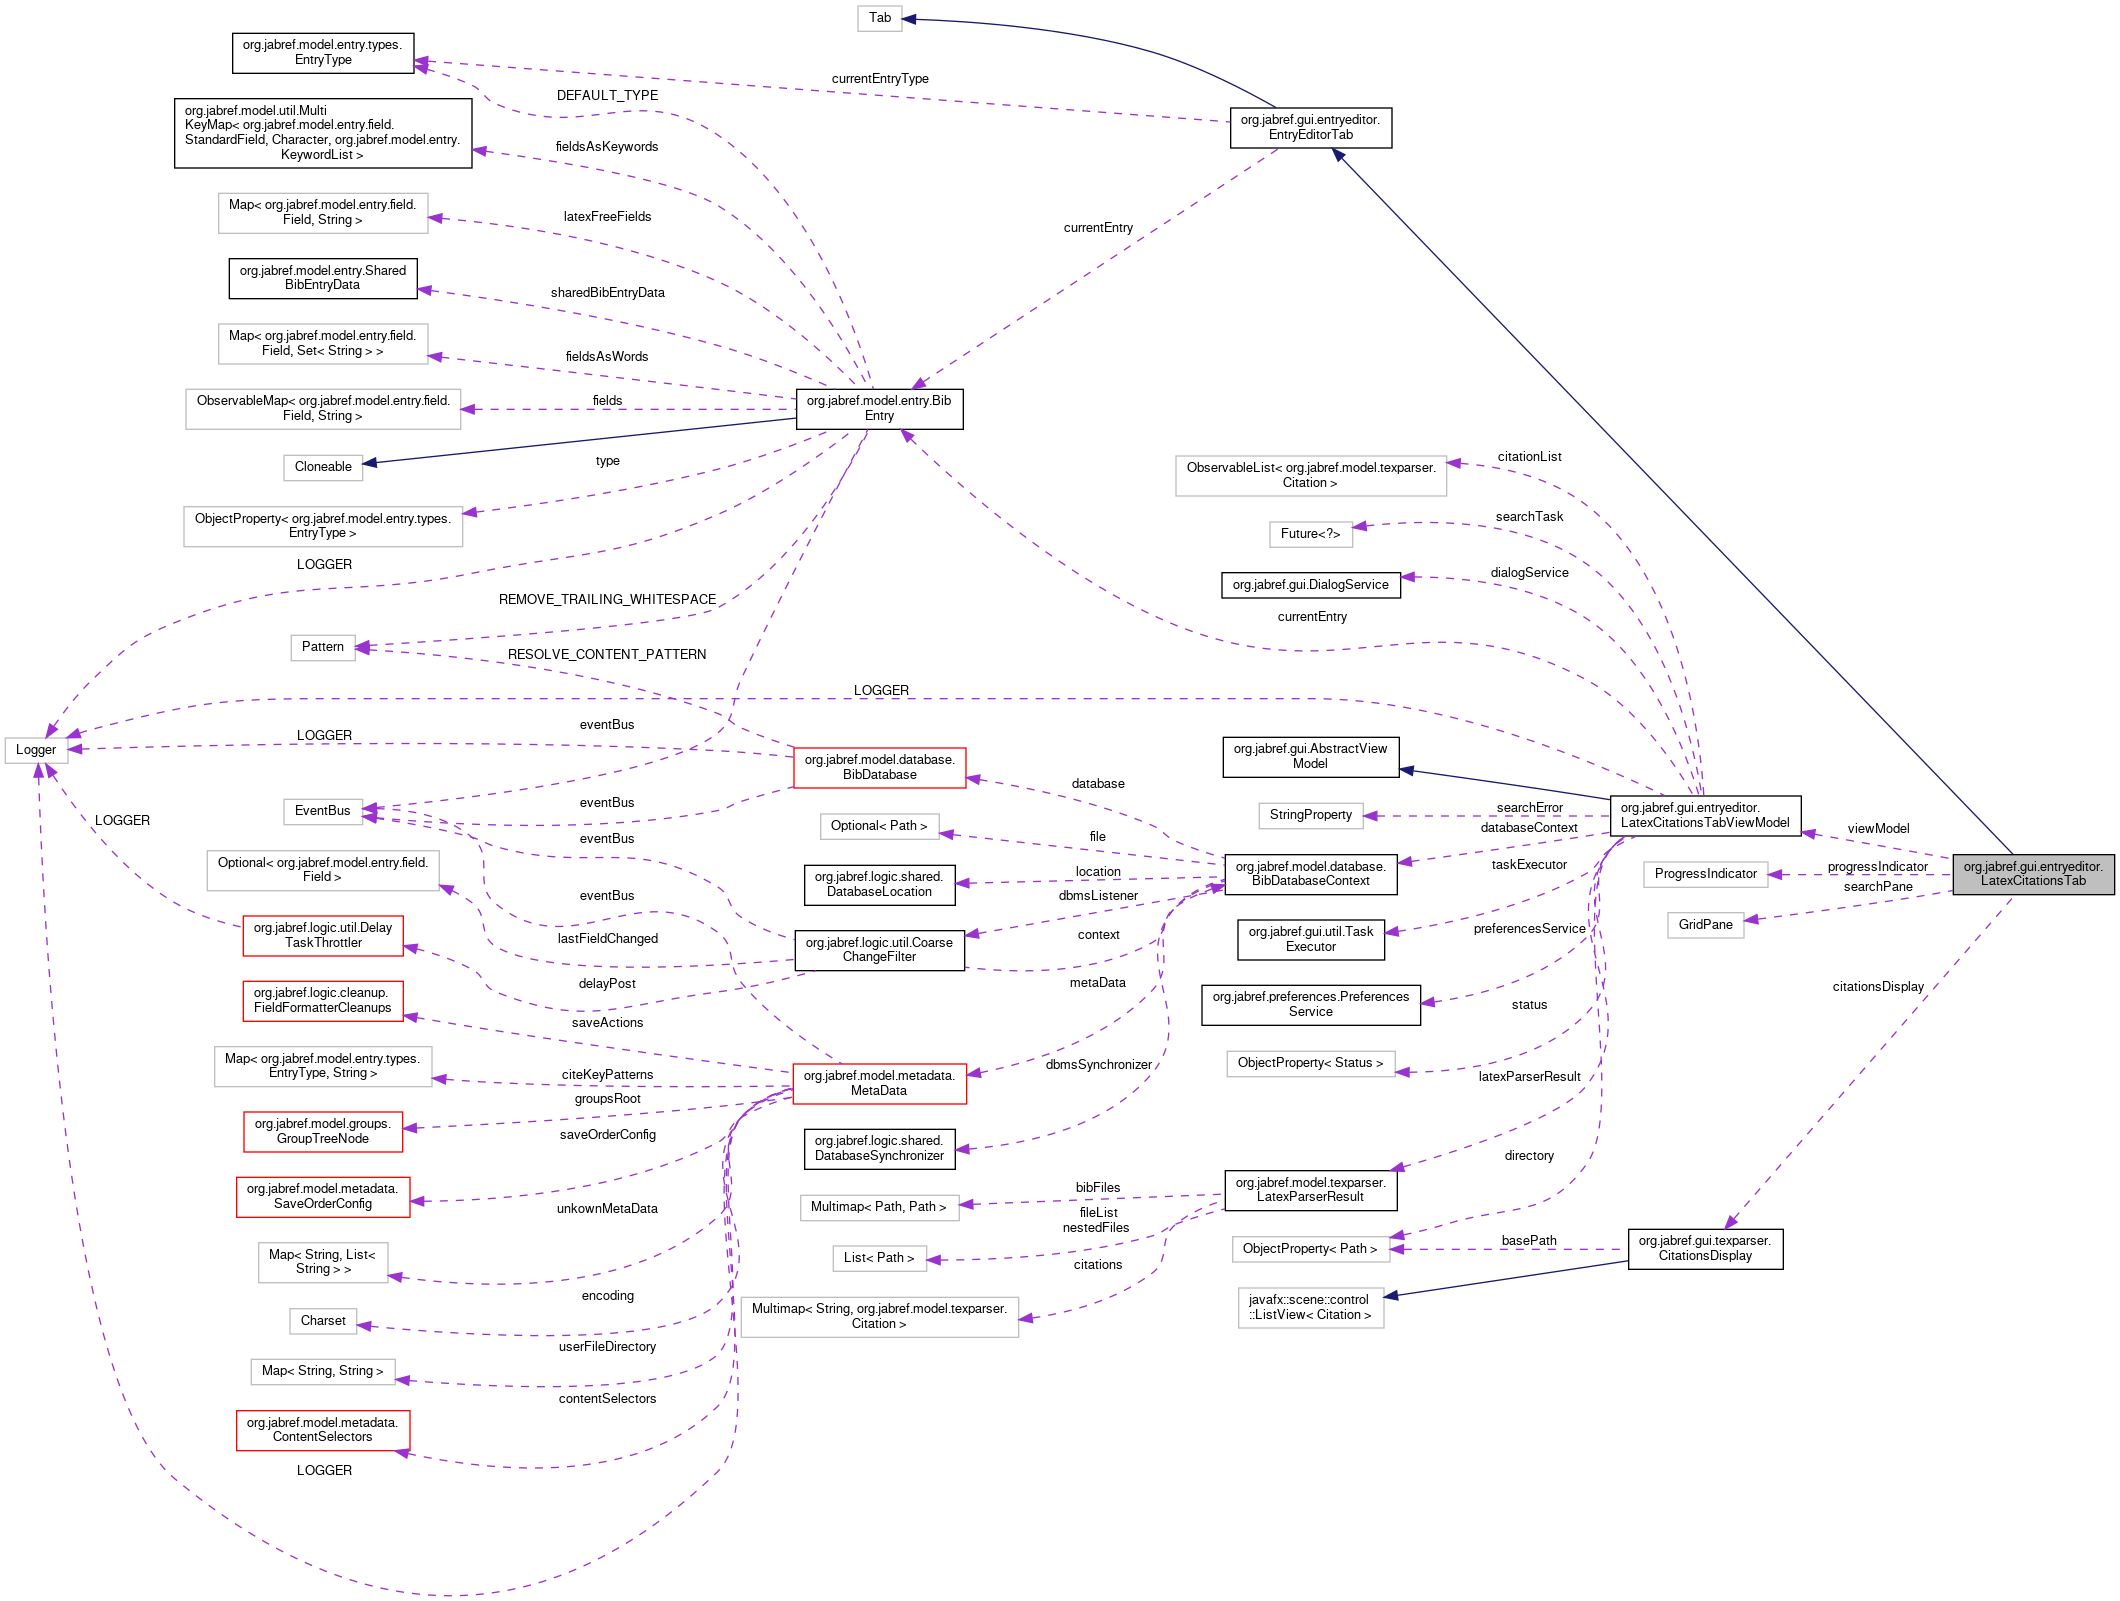 Tab
org.jabref.model.entry.types.
EntryType
currentEntryType
DEFAULT_TYPE
org.jabref.model.util.Multi
KeyMap< org.jabref.model.entry.field.
StandardField, Character, org.jabref.model.entry.
KeywordList >
org.jabref.gui.entryeditor.
EntryEditorTab
fieldsAsKeywords
Map< org.jabref.model.entry.field.
Field, String >
latexFreeFields
currentEntry
org.jabref.model.entry.Shared
BibEntryData
sharedBibEntryData
Map< org.jabref.model.entry.field.
Field, Set< String > >
fieldsAsWords
ObservableMap< org.jabref.model.entry.field.
Field, String >
fields
org.jabref.model.entry.Bib
Entry
Cloneable
type
ObservableList< org.jabref.model.texparser.
Citation >
citationList
ObjectProperty< org.jabref.model.entry.types.
EntryType >
searchTask
Future<?>
LOGGER
dialogService
org.jabref.gui.DialogService
REMOVE_TRAILING_WHITESPACE
currentEntry
Pattern
RESOLVE_CONTENT_PATTERN
LOGGER
eventBus
LOGGER
Logger
org.jabref.model.database.
BibDatabase
org.jabref.gui.AbstractView
Model
database
eventBus
EventBus
LOGGER
Optional< Path >
file
StringProperty
searchError
org.jabref.gui.entryeditor.
LatexCitationsTabViewModel
viewModel
databaseContext
eventBus
Optional< org.jabref.model.entry.field.
Field >
org.jabref.logic.shared.
DatabaseLocation
location
org.jabref.model.database.
BibDatabaseContext
taskExecutor
ProgressIndicator
progressIndicator
org.jabref.gui.entryeditor.
LatexCitationsTab
searchPane
eventBus
dbmsListener
GridPane
org.jabref.logic.util.Delay
TaskThrottler
lastFieldChanged
org.jabref.logic.util.Coarse
ChangeFilter
context
org.jabref.gui.util.Task
Executor
preferencesService
delayPost
metaData
org.jabref.logic.cleanup.
FieldFormatterCleanups
org.jabref.preferences.Preferences
Service
status
citationsDisplay
saveActions
Map< org.jabref.model.entry.types.
EntryType, String >
citeKeyPatterns
dbmsSynchronizer
ObjectProperty< Status >
latexParserResult
org.jabref.model.metadata.
MetaData
groupsRoot
org.jabref.model.groups.
GroupTreeNode
saveOrderConfig
org.jabref.logic.shared.
DatabaseSynchronizer
directory
org.jabref.model.metadata.
SaveOrderConfig
unkownMetaData
bibFiles
Multimap< Path, Path >
org.jabref.model.texparser.
LatexParserResult
fileList
nestedFiles
basePath
ObjectProperty< Path >
org.jabref.gui.texparser.
CitationsDisplay
Map< String, List<
String > >
List< Path >
citations
encoding
Charset
Multimap< String, org.jabref.model.texparser.
Citation >
javafx::scene::control
::ListView< Citation >
userFileDirectory
Map< String, String >
contentSelectors
org.jabref.model.metadata.
ContentSelectors
LOGGER